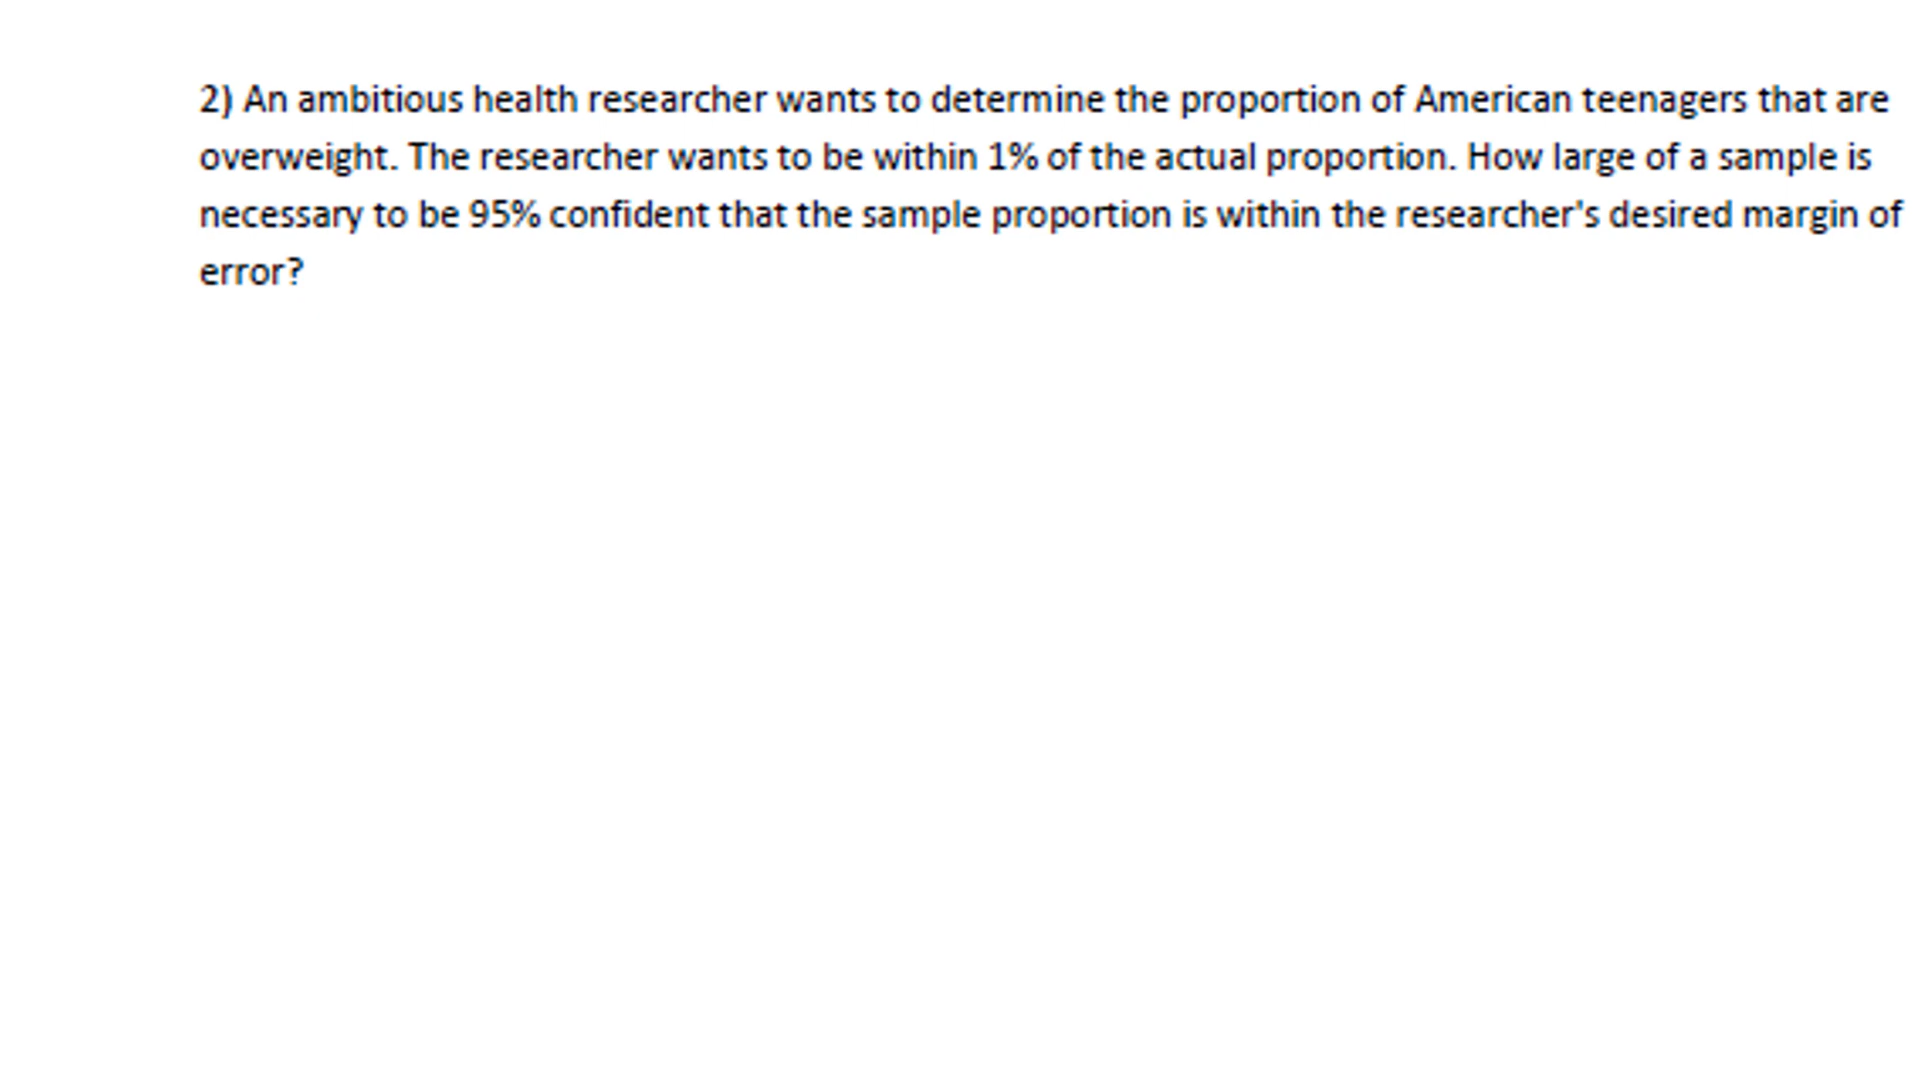 2) An ambitious health researcher wants to determine the proportion of American teenagers that are
overweight. The researcher wants to be within 1% of the actual proportion. How large of a sample is
necessary to be 95% confident that the sample proportion is within the researcher's desired margin of
error?